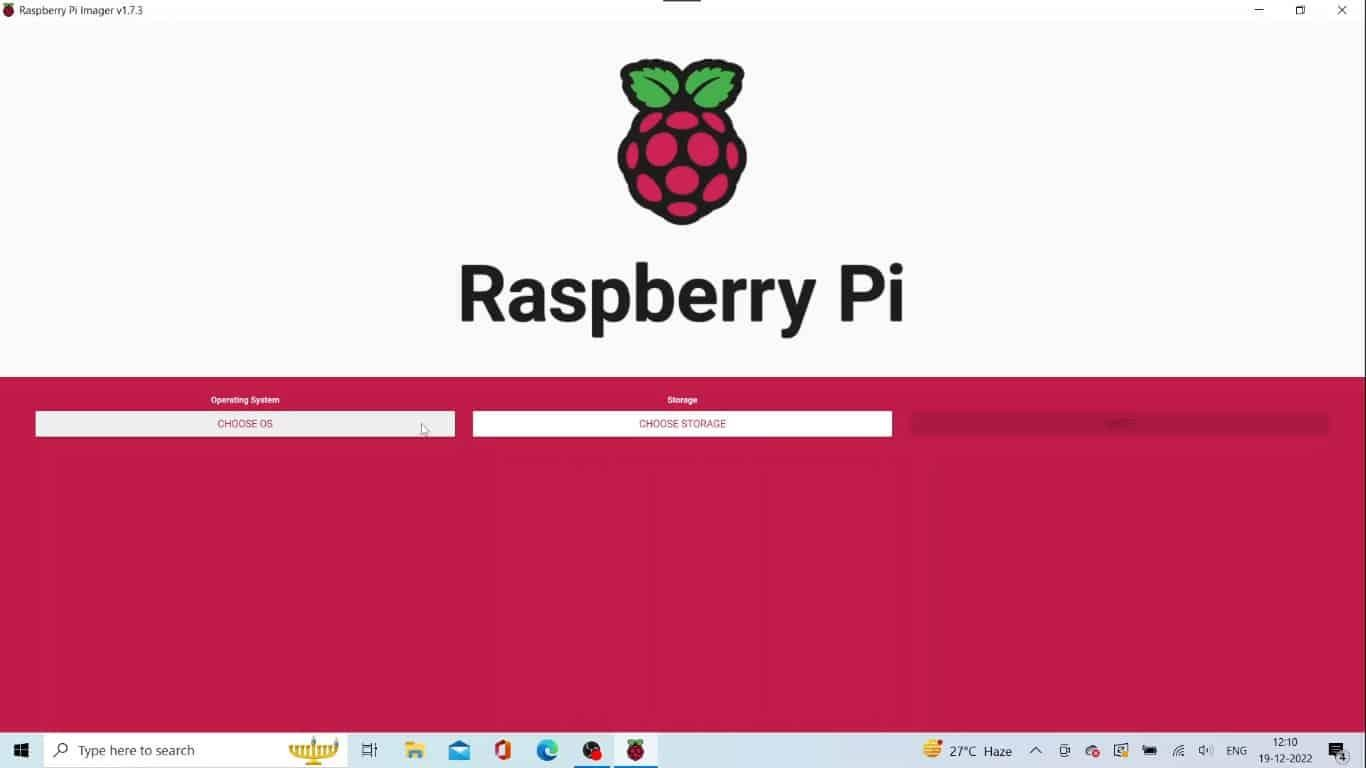 Raspberry Pi Imager v1.7.3
Raspberry Pi
Operating System
Storage
CHOOSE OS
CHOOSE STORAGE
Type here to search
27°C Haze
ENG
12:10
19-12-2022
4